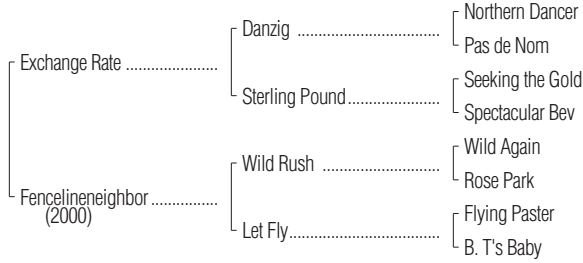 Northern Dancer
Danzig ..............................
Pas de Nom
Exchange Rate ....................
Seeking the Gold
Sterling Pound....................
Spectacular Bev
Wild Again
Wild Rush ..........................
Rose Park
Fencelineneighbor ..............
(2000)
Flying Paster
Let Fly.................................
B. T's Baby